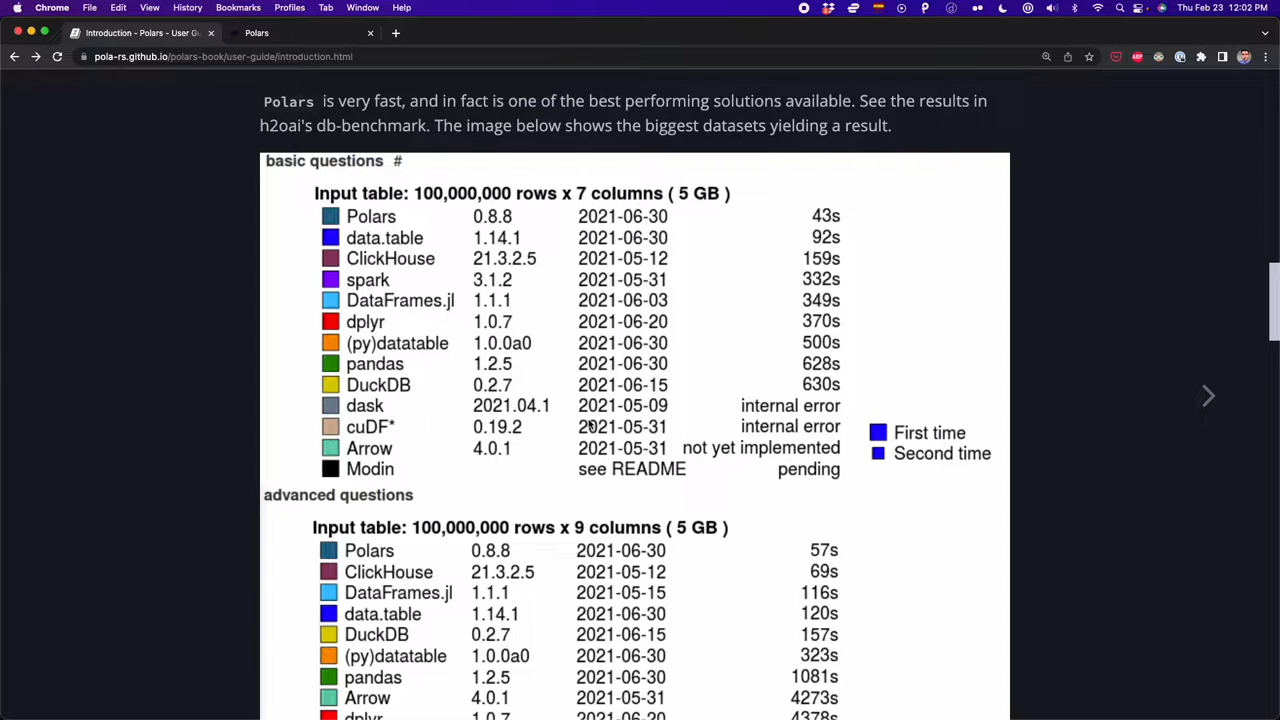 Chrome File Edit View History Bookmarks Profiles Tab Window Help Thu Feb 23 12:02 PM
Introduction - Polars - User Gu Polars
pola-rs.github.io/polars-book/user-guide/introduction.html
Polars is very fast, and in fact is one of the best performing solutions available. See the results in
h2oai's db-benchmark. The image below shows the biggest datasets yielding a result.
basic questions #
Input table: 100,000,000 rows x 7 columns ( 5 GB )
Polars 0.8.8 2021-06-30 43s
data.table 1.14.1 2021-06-30 92s
ClickHouse 21.3.2.5 2021-05-12 159s
spark 3.1.2 2021-05-31 332s
DataFrames.jl 1.1.1 2021-06-03 349s
dplyr 1.0.7 2021-06-20 370s
(py)datatable 1.0.0a0 2021-06-30 500s
pandas 1.2.5 2021-06-30 628s
DuckDB 0.2.7 2021-06-15 630s
dask 2021.04.1 2021-05-09 internal error
cuDF* 0.19.2 2021-05-31 internal error
Arrow 4.0.1 2021-05-31 not yet implemented
Modin see README pending
First time
Second time
advanced questions
Input table: 100,000,000 rows x 9 columns ( 5 GB )
Polars 0.8.8 2021-06-30 57s
ClickHouse 21.3.2.5 2021-05-12 69s
DataFrames.jl 1.1.1 2021-05-15 116s
data.table 1.14.1 2021-06-30 120s
DuckDB 0.2.7 2021-06-15 157s
(py)datatable 1.0.0a0 2021-06-30 323s
pandas 1.2.5 2021-06-30 1081s
Arrow 4.0.1 2021-05-31 4273s
dplyr 1.0.7 2021-06-20 4378s